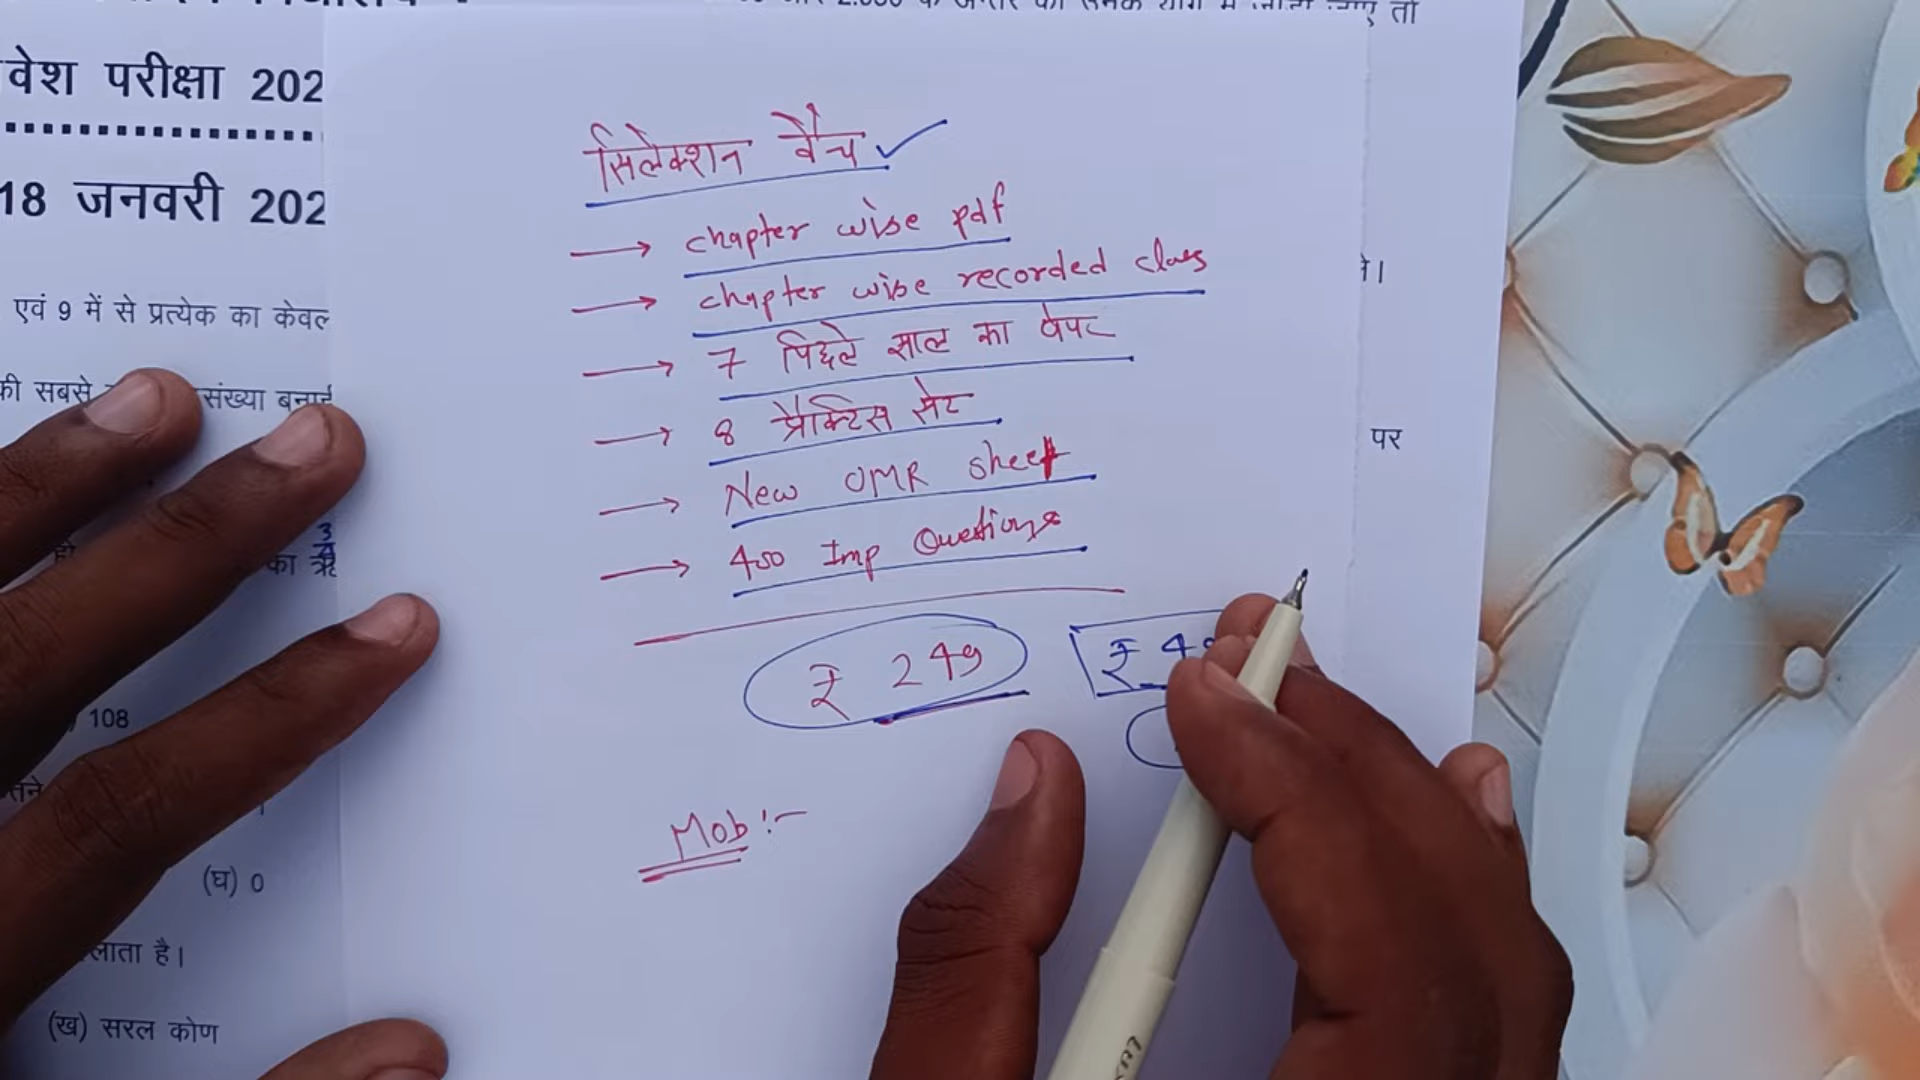 वेश परीक्षा 202
18 जनवरी 202
एवं 9 में से प्रत्येक का केवल
की सबसे
संख्या बनाई
का
108
(घ) 0
लाता है।
(ख) सरल कोण
तो
पर
सिलेक्शन बैच ✓
→ chapter wise pdf
→ chapter wise recorded class
→ 7 पिछले साल का पेपर
→ 8 प्रैक्टिस सेट
→ New OMR sheet
→ 400 Imp Questions
₹ 249
₹ 49
Mob :-